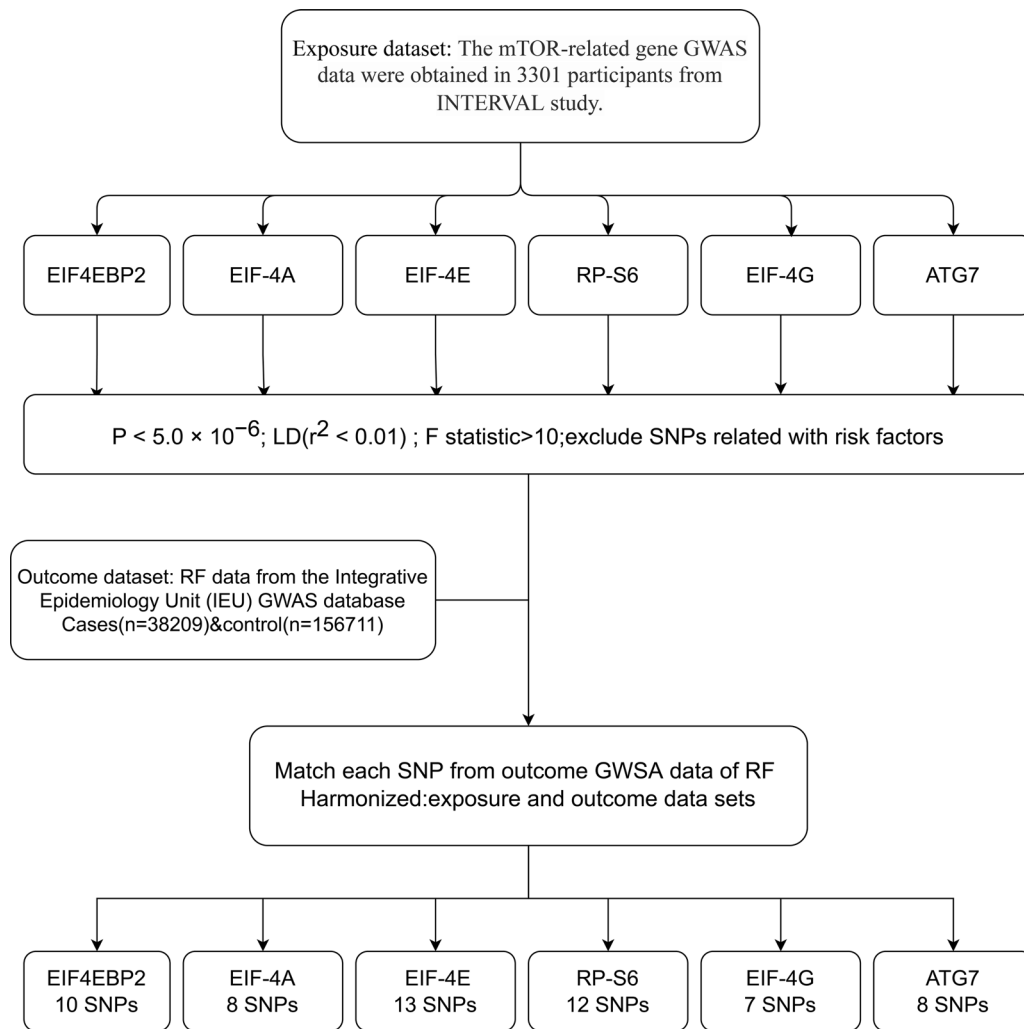 Exposure dataset: The mTOR-related gene GWAS
data were obtained in 3301 participants from
INTERVAL study.
EIF4EBP2
EIF-4A
EIF-4E
RP-S6
EIF-4G
ATG7
P < 5.0 × 10⁻⁶; LD(r² < 0.01) ; F statistic>10;exclude SNPs related with risk factors
Outcome dataset: RF data from the Integrative
Epidemiology Unit (IEU) GWAS database
Cases(n=38209)&control(n=156711)
Match each SNP from outcome GWSA data of RF
Harmonized:exposure and outcome data sets
EIF4EBP2
10 SNPs
EIF-4A
8 SNPs
EIF-4E
13 SNPs
RP-S6
12 SNPs
EIF-4G
7 SNPs
ATG7
8 SNPs